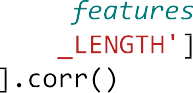 features
_LENGTH']
].corr()